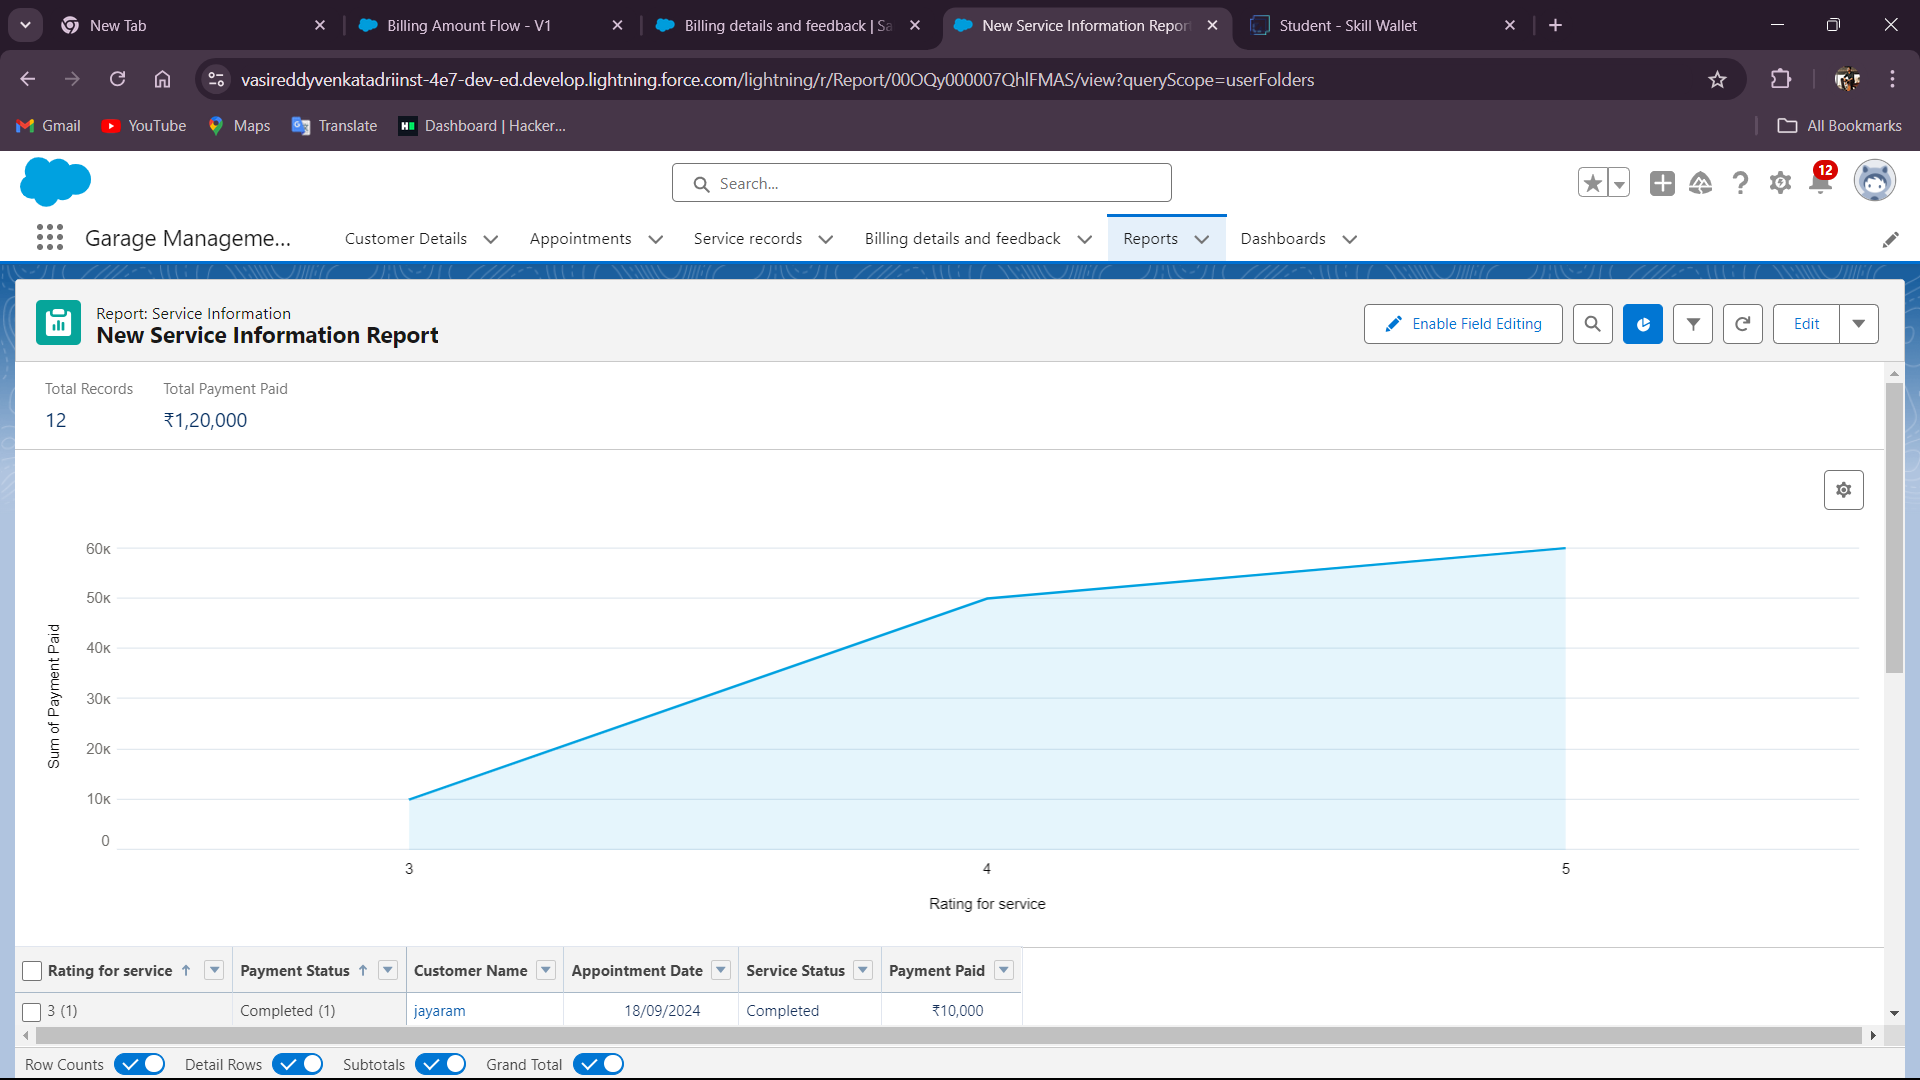 New Tab
Billing Amount Flow - V1
Billing details and feedback | Sa
New Service Information Report
Student - Skill Wallet
vasireddyvenkatadriinst-4e7-dev-ed.develop.lightning.force.com/lightning/r/Report/00OQy000007QhlFMAS/view?queryScope=userFolders
Gmail
YouTube
Maps
Translate
Dashboard | Hacker...
All Bookmarks
Search...
12
Garage Manageme...
Customer Details
Appointments
Service records
Billing details and feedback
Reports
Dashboards
Report: Service Information
New Service Information Report
Enable Field Editing
Edit
Total Records
Total Payment Paid
12
₹1,20,000
60K
50K
40K
30K
20K
10K
0
Sum of Payment Paid
3
4
5
Rating for service
Rating for service ↑
Payment Status ↑
Customer Name
Appointment Date
Service Status
Payment Paid
3 (1)
Completed (1)
jayaram
18/09/2024
Completed
₹10,000
Row Counts
Detail Rows
Subtotals
Grand Total